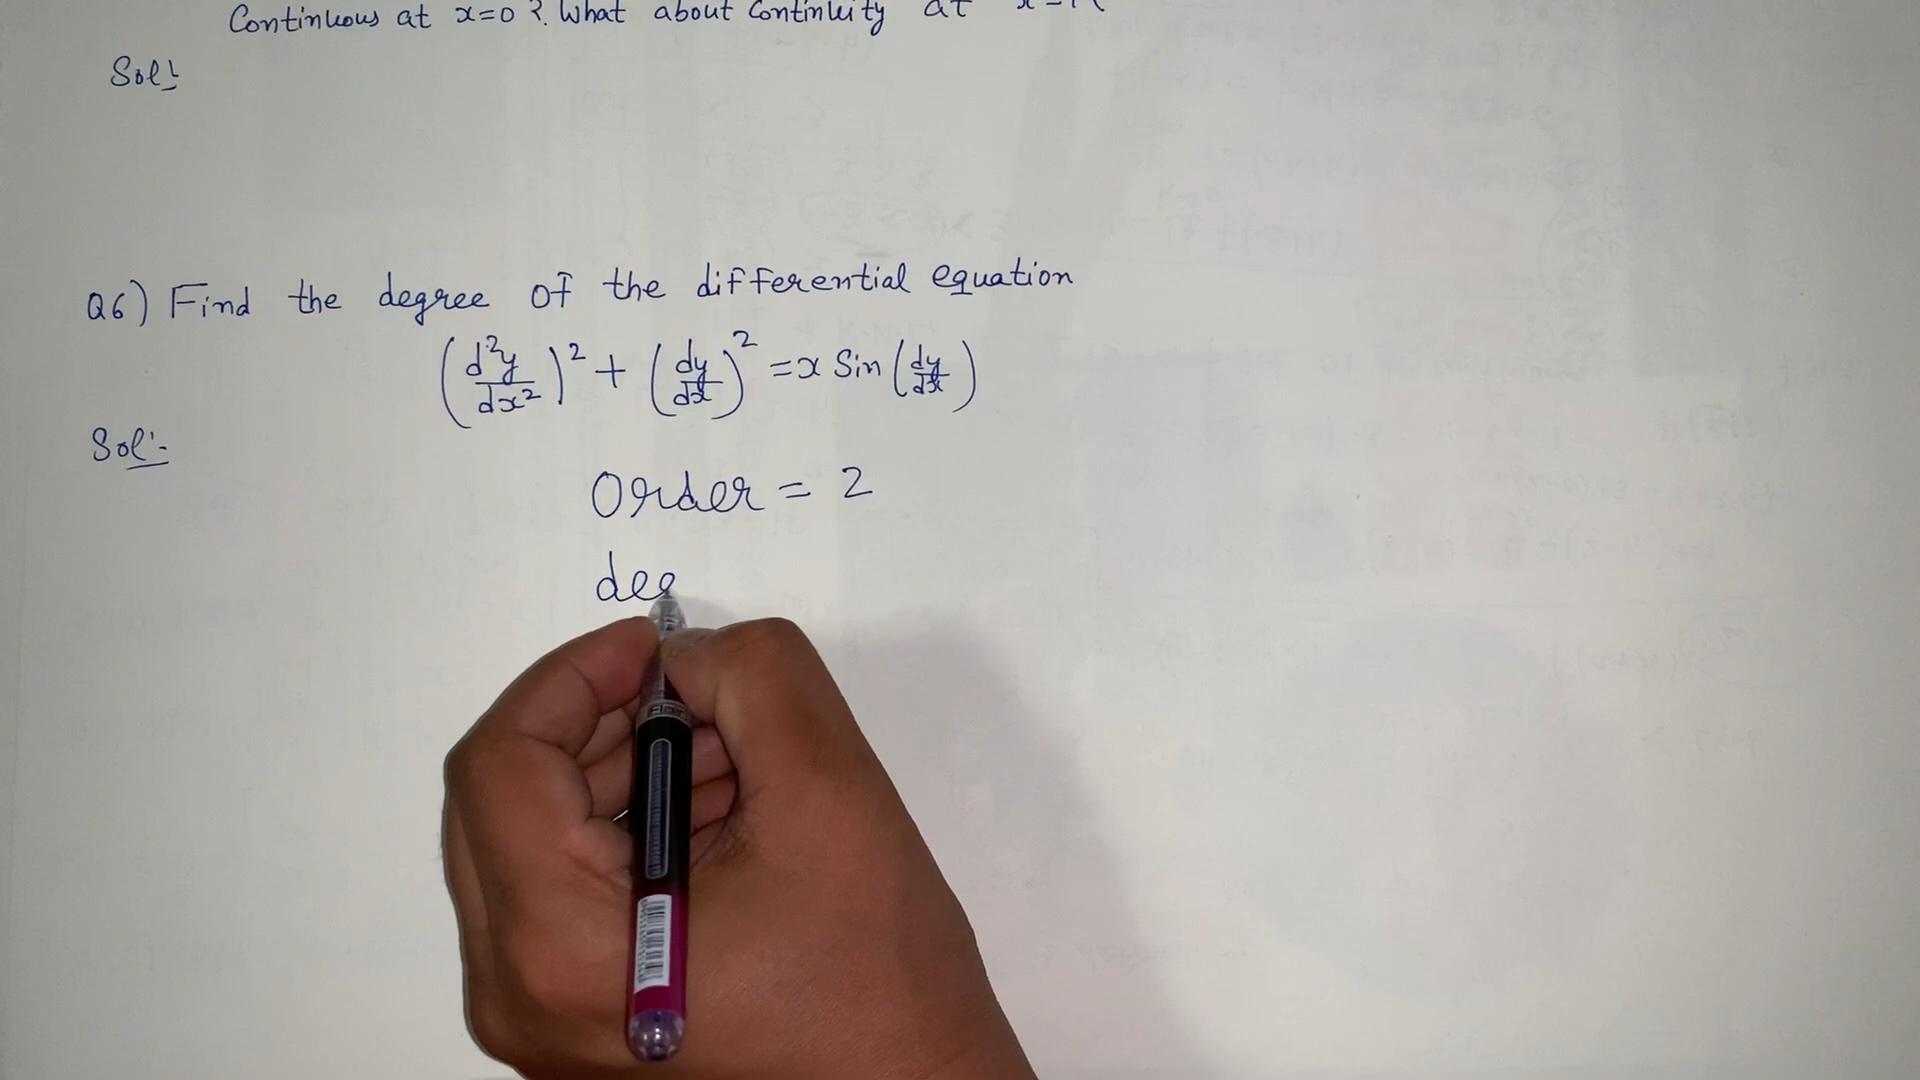 Continuous at x=0?. What about Continuity at
Sol:
Q6) Find the degree of the differential equation
(d²y/dx²)² + (dy/dx)² = x Sin (dy/dx)
Sol:-
Order = 2
deg